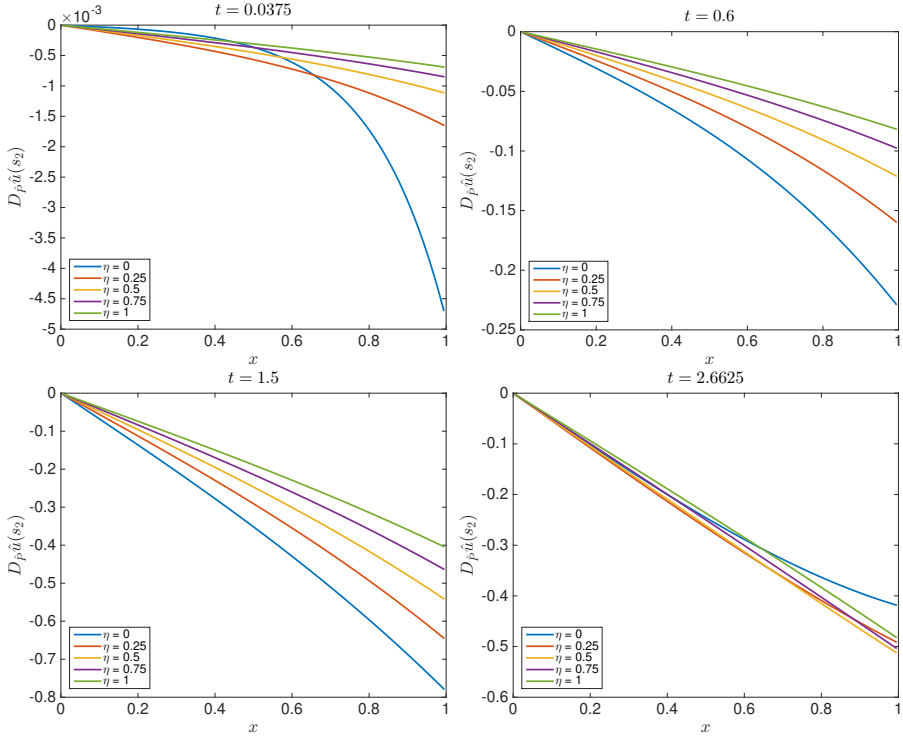 t = 0.0375
×10⁻³
0
-0.5
-1
-1.5
-2
-2.5
-3
-3.5
-4
-4.5
-5
D_P̂ û(s₂)
η = 0
η = 0.25
η = 0.5
η = 0.75
η = 1
0 0.2 0.4 0.6 0.8 1
x
t = 0.6
0
-0.05
-0.1
-0.15
-0.2
-0.25
D_P̂ û(s₂)
η = 0
η = 0.25
η = 0.5
η = 0.75
η = 1
0 0.2 0.4 0.6 0.8 1
x
t = 1.5
0
-0.1
-0.2
-0.3
-0.4
-0.5
-0.6
-0.7
-0.8
D_P̂ û(s₂)
η = 0
η = 0.25
η = 0.5
η = 0.75
η = 1
0 0.2 0.4 0.6 0.8 1
x
t = 2.6625
0
-0.1
-0.2
-0.3
-0.4
-0.5
-0.6
D_P̂ û(s₂)
η = 0
η = 0.25
η = 0.5
η = 0.75
η = 1
0 0.2 0.4 0.6 0.8 1
x